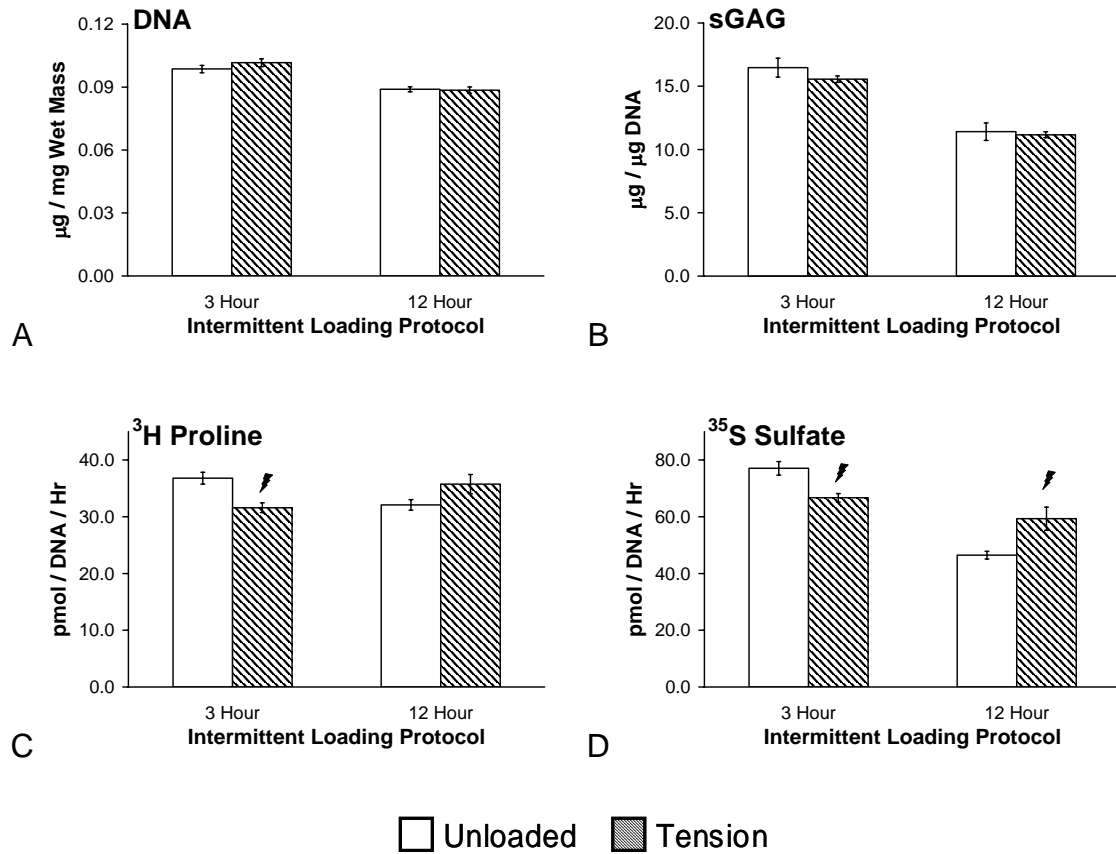 DNA
µg / mg Wet Mass
0.12
0.09
0.06
0.03
0.00
3 Hour 12 Hour
Intermittent Loading Protocol
A
sGAG
µg / µg DNA
20.0
15.0
10.0
5.0
0.0
3 Hour 12 Hour
Intermittent Loading Protocol
B
³H Proline
pmol / DNA / Hr
40.0
30.0
20.0
10.0
0.0
3 Hour 12 Hour
Intermittent Loading Protocol
C
³⁵S Sulfate
pmol / DNA / Hr
80.0
60.0
40.0
20.0
0.0
3 Hour 12 Hour
Intermittent Loading Protocol
D
Unloaded Tension